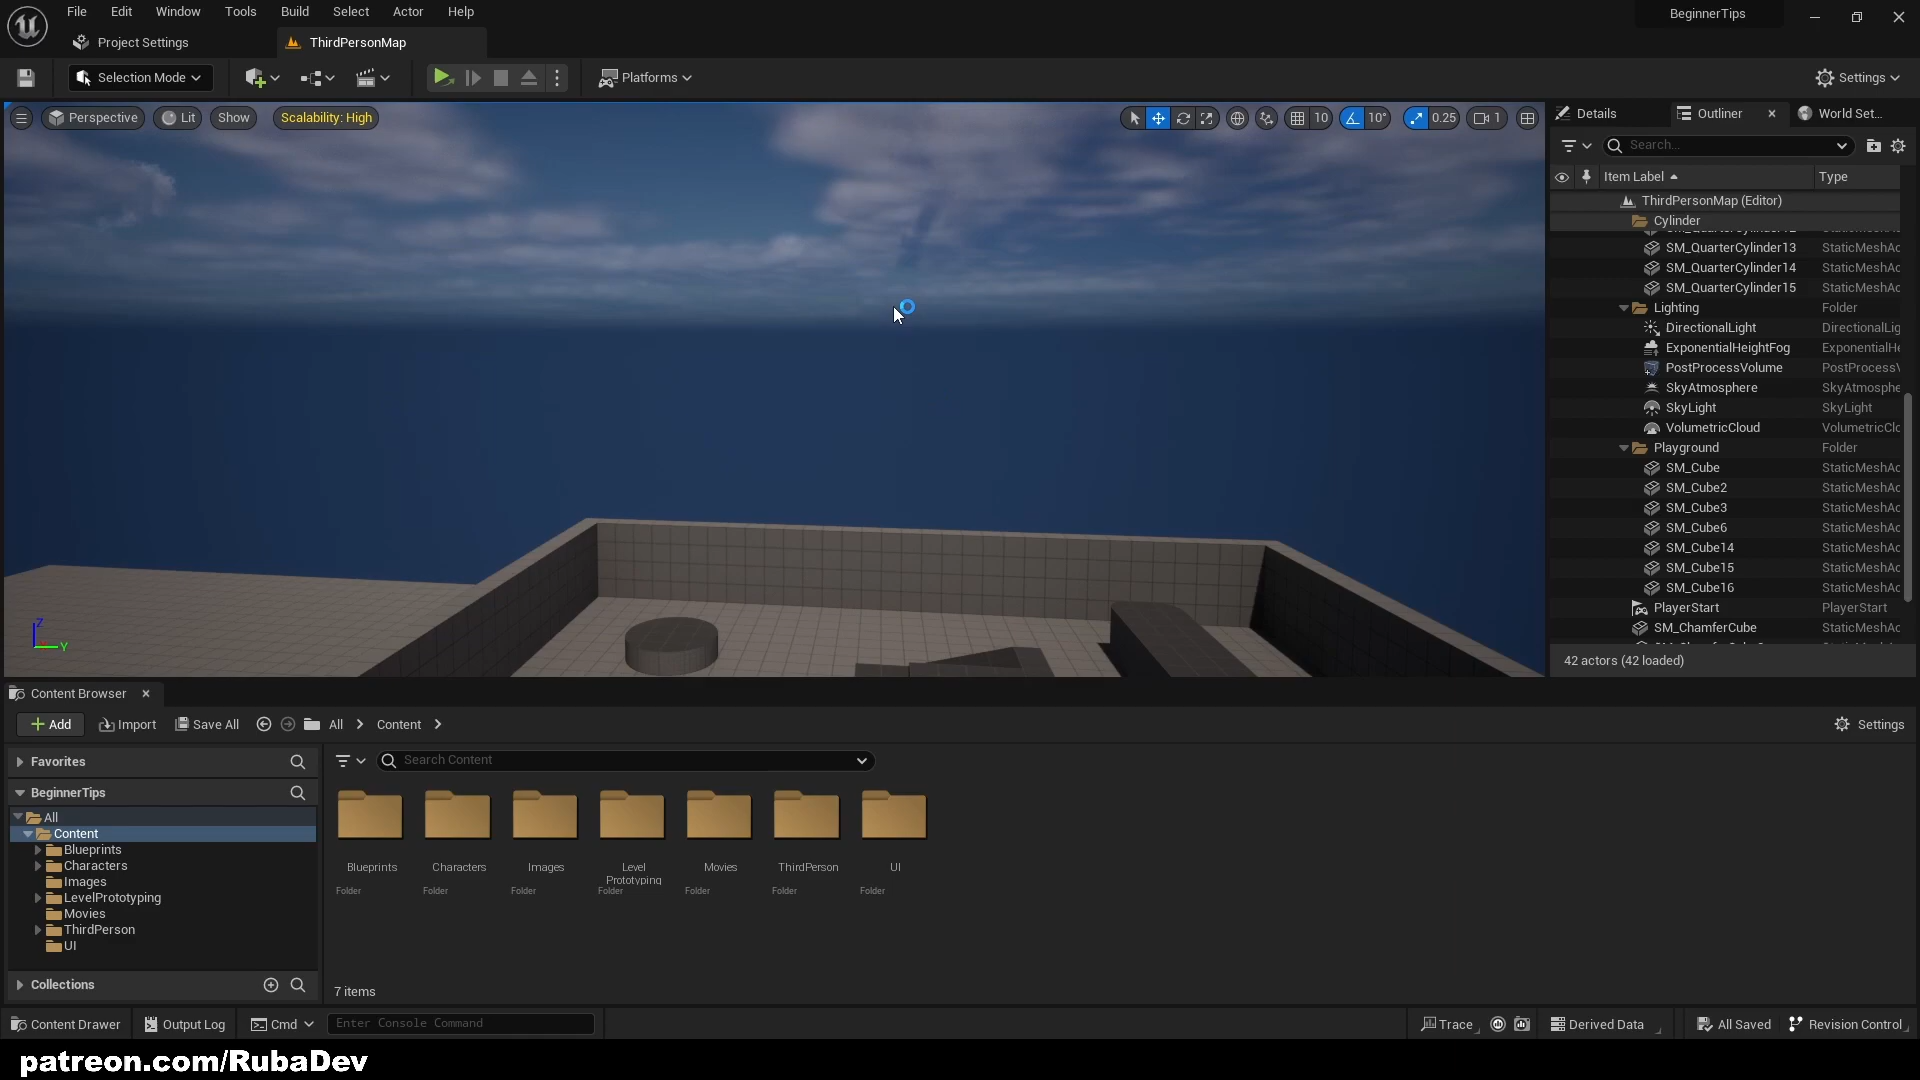 File Edit Window Tools Build Select Actor Help
BeginnerTips
Project Settings
ThirdPersonMap
Selection Mode
Platforms
Settings
Perspective
Lit
Show
Scalability: High
10
10°
0.25
1
Details
Outliner
World Set...
Search...
Item Label
Type
ThirdPersonMap (Editor)
Cylinder
SM_QuarterCylinder13 StaticMeshAc
SM_QuarterCylinder14 StaticMeshAc
SM_QuarterCylinder15 StaticMeshAc
Lighting Folder
DirectionalLight DirectionalLig
ExponentialHeightFog ExponentialHe
PostProcessVolume PostProcessV
SkyAtmosphere SkyAtmosphe
SkyLight SkyLight
VolumetricCloud VolumetricClo
Playground Folder
SM_Cube StaticMeshAc
SM_Cube2 StaticMeshAc
SM_Cube3 StaticMeshAc
SM_Cube6 StaticMeshAc
SM_Cube14 StaticMeshAc
SM_Cube15 StaticMeshAc
SM_Cube16 StaticMeshAc
PlayerStart PlayerStart
SM_ChamferCube StaticMeshAc
42 actors (42 loaded)
Z
Y
Content Browser
Add
Import
Save All
All
Content
Settings
Favorites
BeginnerTips
All
Content
Blueprints
Characters
Images
LevelPrototyping
Movies
ThirdPerson
UI
Collections
Search Content
Blueprints
Folder
Characters
Folder
Images
Folder
Level
Prototyping
Folder
Movies
Folder
ThirdPerson
Folder
UI
Folder
7 items
Content Drawer
Output Log
Cmd
Enter Console Command
Trace
Derived Data
All Saved
Revision Control
patreon.com/RubaDev